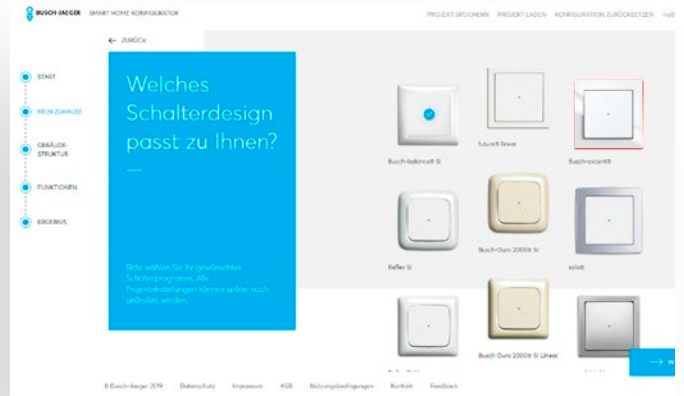 BUSCH-JAEGER SMART HOME KONFIGURATOR
PROJEKT SPEICHERN PROJEKT LADEN KONFIGURATION ZURÜCKSETZEN
← ZURÜCK
START
MEIN ZUHAUSE
GEBÄUDE-
STRUKTUR
FUNKTIONEN
ERGEBNIS
Welches
Schalterdesign
passt zu Ihnen?
Bitte wählen Sie Ihr gewünschtes
Schalterprogramm. Alle
Projekteinstellungen können später noch
geändert werden.
Busch-balance® SI
future® linear
Busch-axcent®
Reflex SI
Busch-Duro 2000® SI
solo®
Busch-Duro 2000® SI Linear
→ W
© Busch-Jaeger 2019 Datenschutz Impressum AGB Nutzungsbedingungen Kontakt Feedback